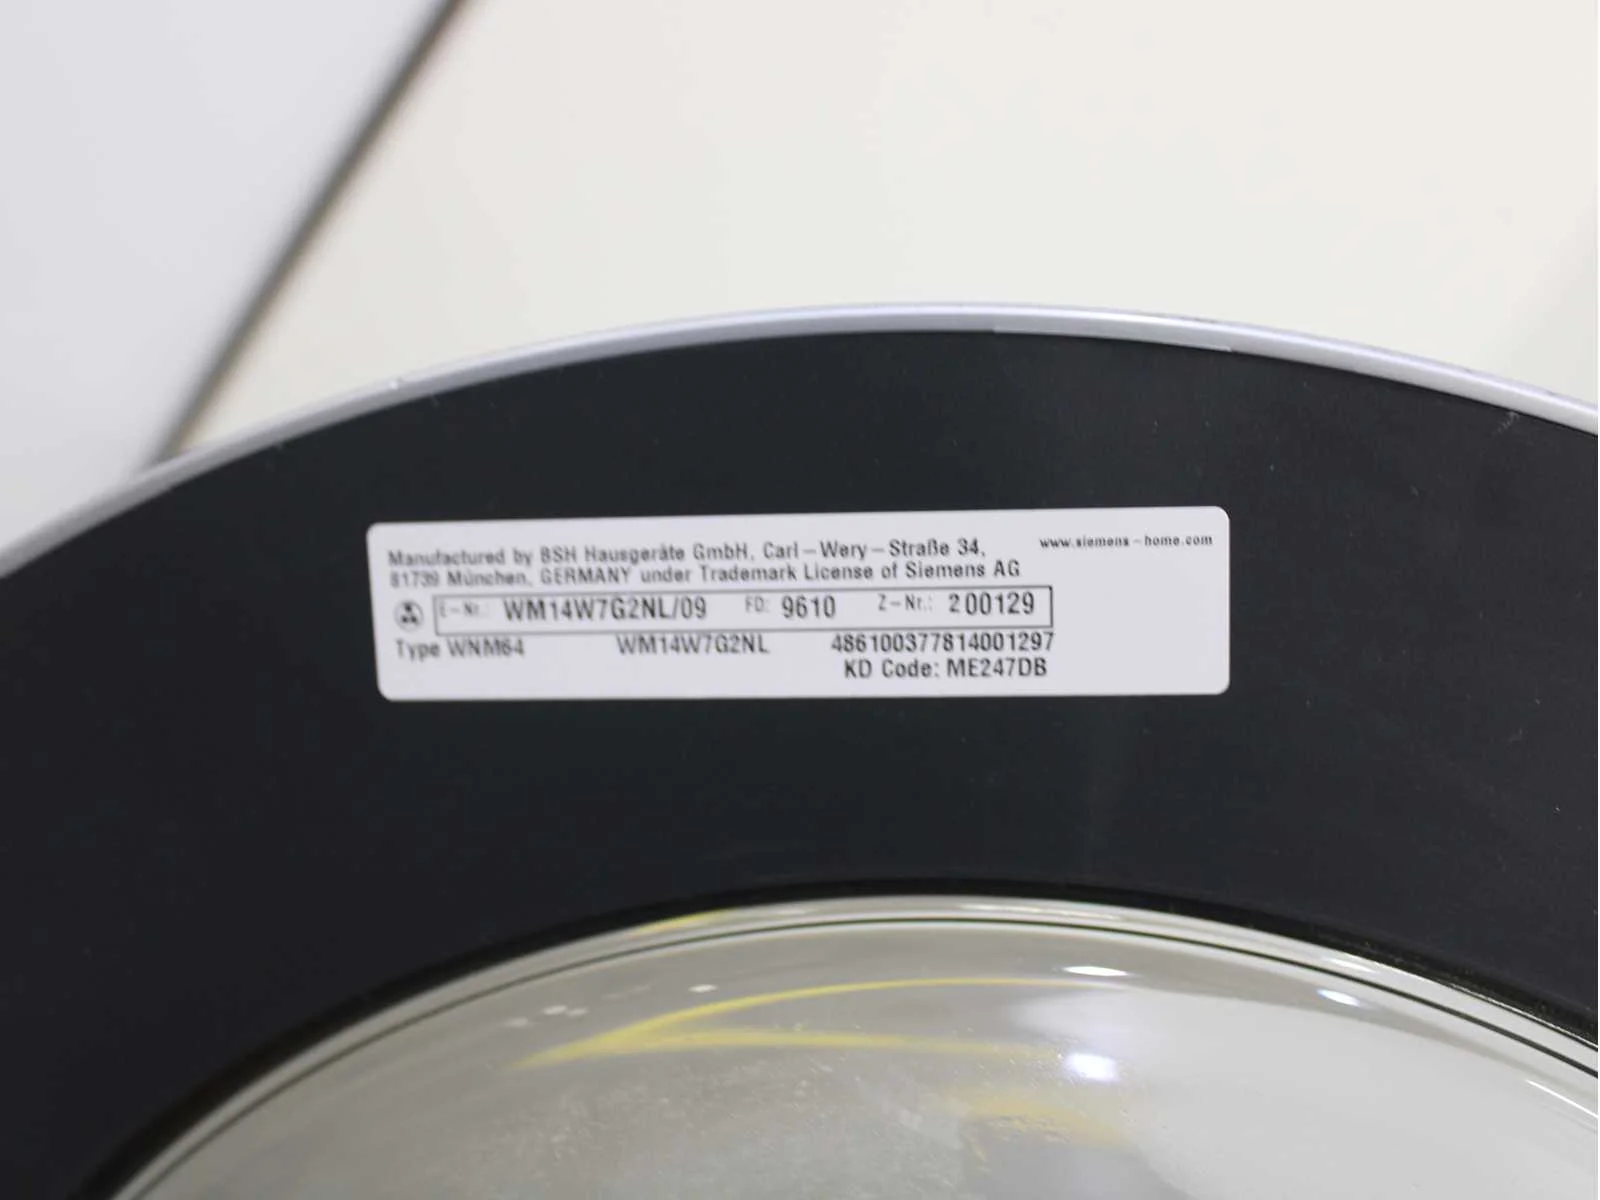 Manufactured by BSH Hausgeräte GmbH, Carl-Wery-Straße 34,
www.siemens-home.com
81739 München, GERMANY under Trademark License of Siemens AG
E-Nr.: WM14W7G2NL/09 FD: 9610 Z-Nr.: 200129
Type WNM64 WM14W7G2NL 486100377814001297
KD Code: ME247DB